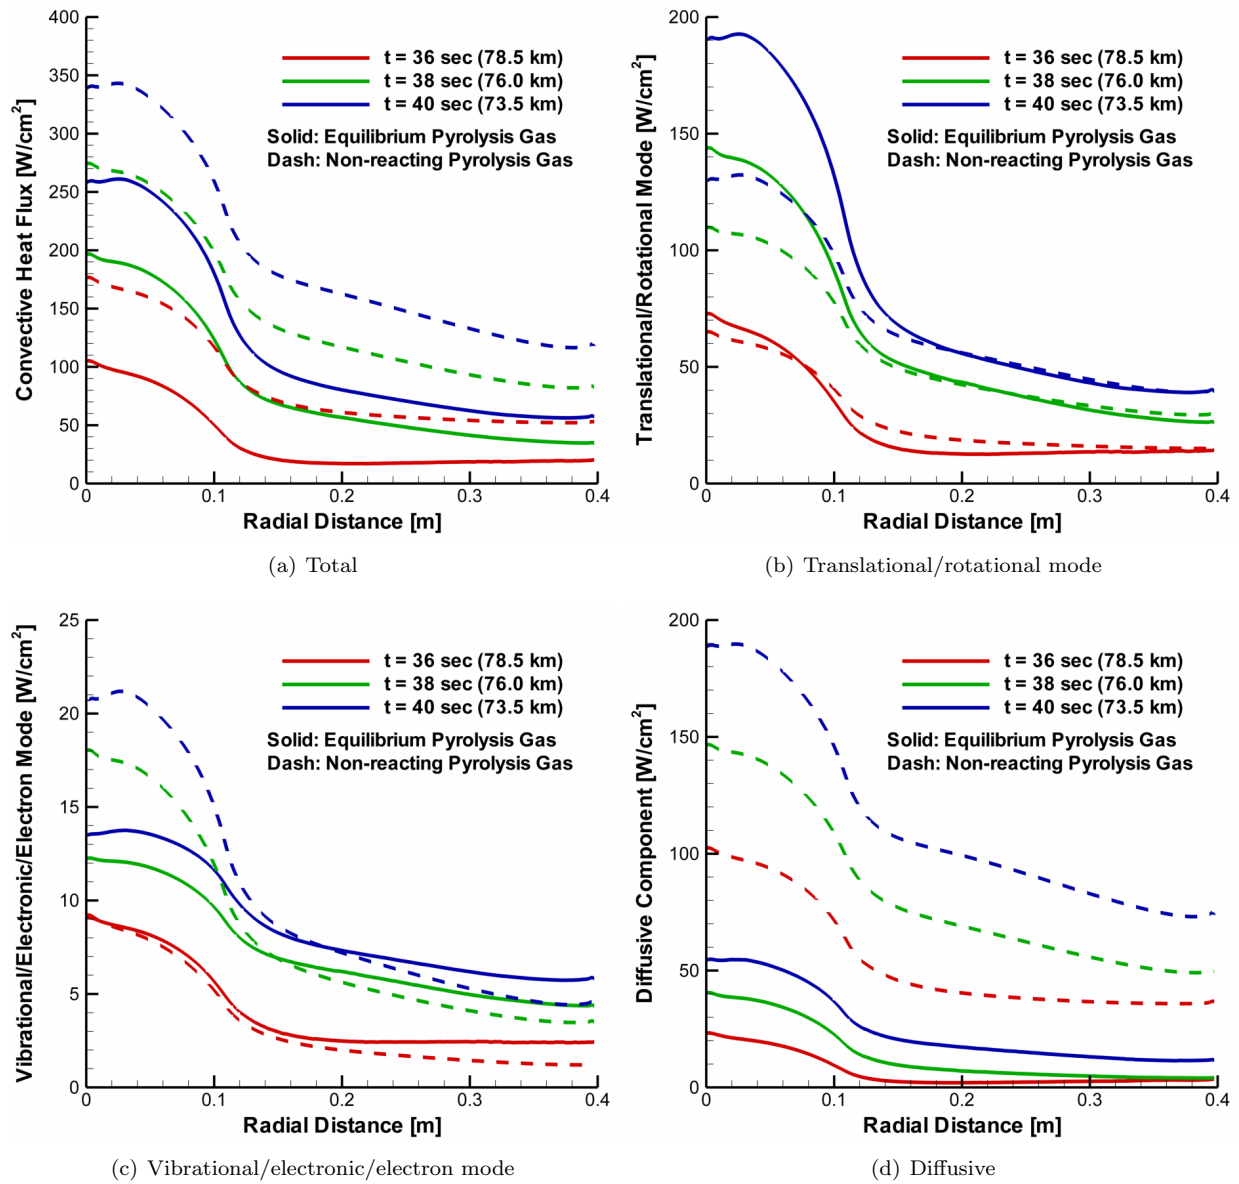 400
350
300
250
200
150
100
50
0
Convective Heat Flux [W/cm²]
t = 36 sec (78.5 km)
t = 38 sec (76.0 km)
t = 40 sec (73.5 km)
Solid: Equilibrium Pyrolysis Gas
Dash: Non-reacting Pyrolysis Gas
0 0.1 0.2 0.3 0.4
Radial Distance [m]
(a) Total
200
150
100
50
0
Translational/Rotational Mode [W/cm²]
t = 36 sec (78.5 km)
t = 38 sec (76.0 km)
t = 40 sec (73.5 km)
Solid: Equilibrium Pyrolysis Gas
Dash: Non-reacting Pyrolysis Gas
0 0.1 0.2 0.3 0.4
Radial Distance [m]
(b) Translational/rotational mode
25
20
15
10
5
0
Vibrational/Electronic/Electron Mode [W/cm²]
t = 36 sec (78.5 km)
t = 38 sec (76.0 km)
t = 40 sec (73.5 km)
Solid: Equilibrium Pyrolysis Gas
Dash: Non-reacting Pyrolysis Gas
0 0.1 0.2 0.3 0.4
Radial Distance [m]
(c) Vibrational/electronic/electron mode
200
150
100
50
0
Diffusive Component [W/cm²]
t = 36 sec (78.5 km)
t = 38 sec (76.0 km)
t = 40 sec (73.5 km)
Solid: Equilibrium Pyrolysis Gas
Dash: Non-reacting Pyrolysis Gas
0 0.1 0.2 0.3 0.4
Radial Distance [m]
(d) Diffusive